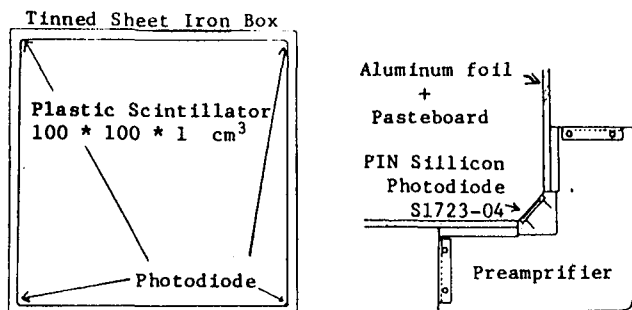 Tinned Sheet Iron Box
Plastic Scintillator
100 * 100 * 1 cm³
Photodiode
Aluminum foil
+
Pasteboard
PIN Sillicon
Photodiode
S1723-04
Preamprifier